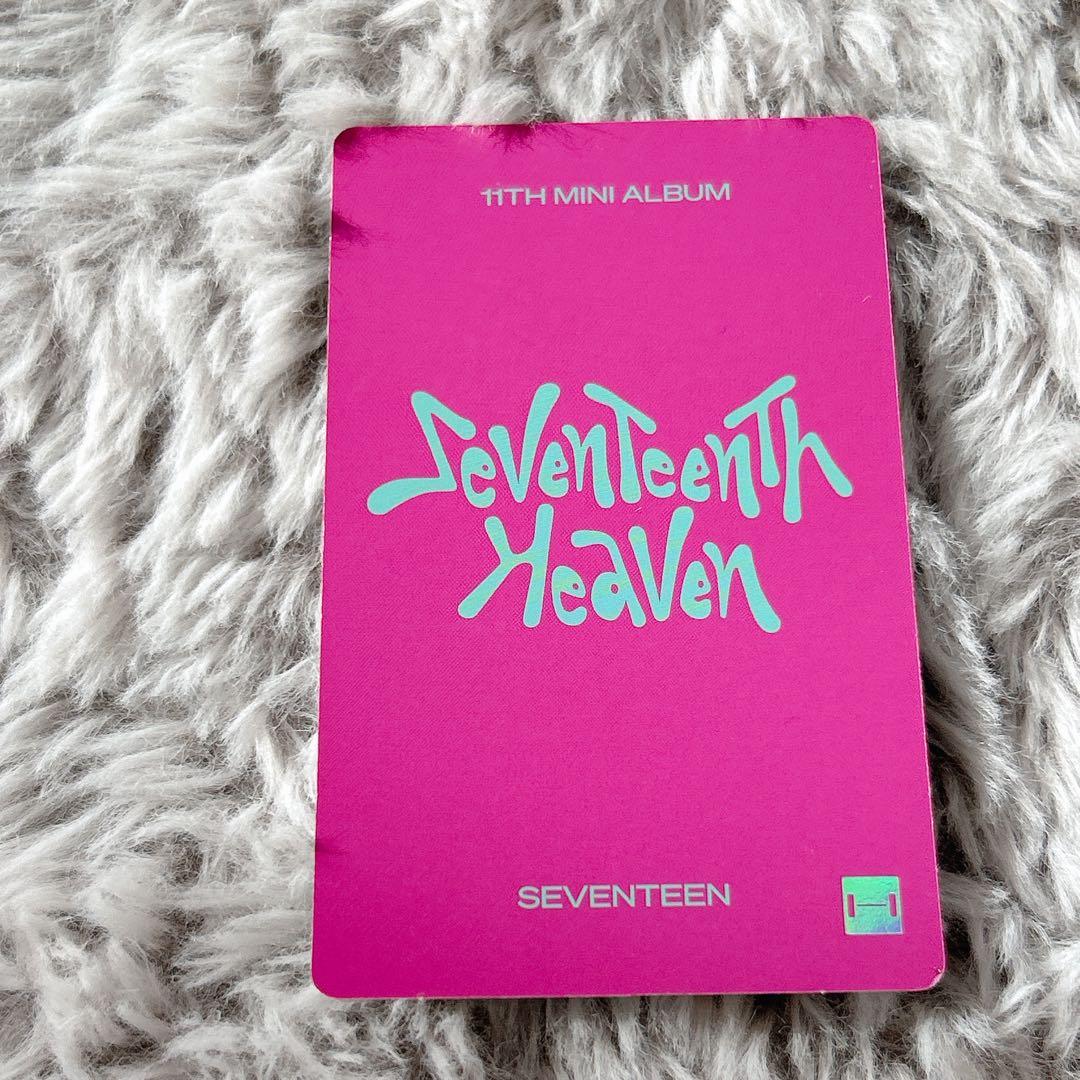 11TH MINI ALBUM
SevenTeenTh
Heaven
SEVENTEEN